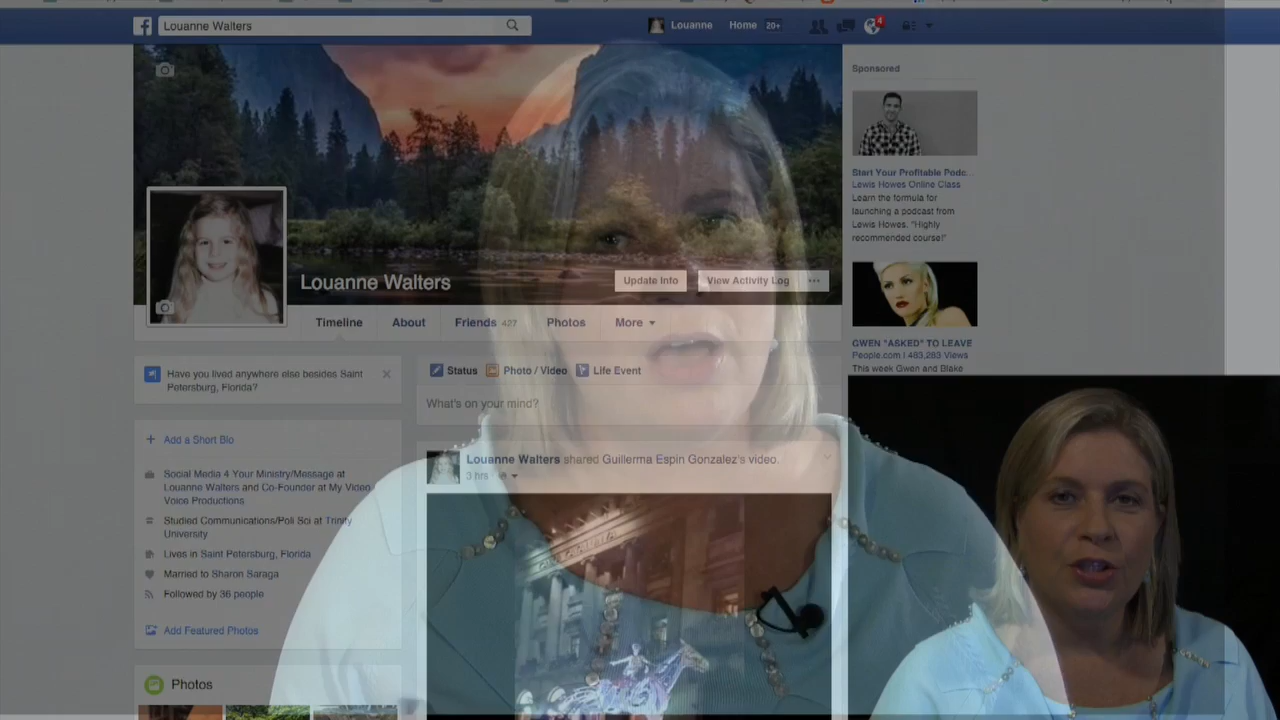 Louanne Walters
Louanne
Home
20+
4
Louanne Walters
Update Info
View Activity Log
Timeline
About
Friends 427
Photos
More
Have you lived anywhere else besides Saint
Petersburg, Florida?
Add a Short Bio
Social Media 4 Your Ministry/Message at
Louanne Walters and Co-Founder at My Video
Voice Productions
Studied Communications/Poli Sci at Trinity
University
Lives in Saint Petersburg, Florida
Married to Sharon Saraga
Followed by 36 people
Add Featured Photos
Photos
Status
Photo / Video
Life Event
What's on your mind?
Louanne Walters shared Guillerma Espin Gonzalez's video.
3 hrs
Sponsored
Start Your Profitable Podc...
Lewis Howes Online Class
Learn the formula for
launching a podcast from
Lewis Howes. "Highly
recommended course!"
GWEN "ASKED" TO LEAVE
People.com | 483,283 Views
This week Gwen and Blake